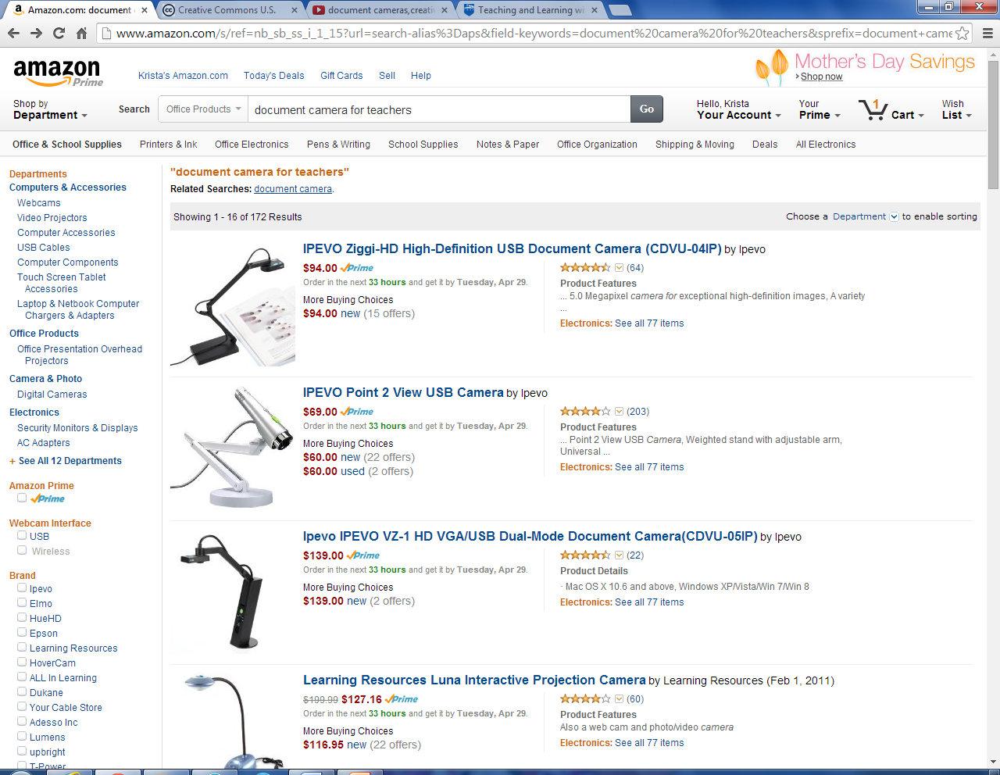 Amazon.com: document
Creative Commons U.S.
document cameras,creativ
Teaching and Learning wi
www.amazon.com/s/ref=nb_sb_ss_i_1_15?url=search-alias%3Daps&field-keywords=document%20camera%20for%20teachers&sprefix=document+came
amazon
Prime
Krista's Amazon.com Today's Deals Gift Cards Sell Help
Mother's Day Savings
Shop now
Shop by
Department
Search
Office Products
document camera for teachers
Go
Hello, Krista
Your Account
Your
Prime
1
Cart
Wish
List
Office & School Supplies Printers & Ink Office Electronics Pens & Writing School Supplies Notes & Paper Office Organization Shipping & Moving Deals All Electronics
Departments
Computers & Accessories
Webcams
Video Projectors
Computer Accessories
USB Cables
Computer Components
Touch Screen Tablet
Accessories
Laptop & Netbook Computer
Chargers & Adapters
Office Products
Office Presentation Overhead
Projectors
Camera & Photo
Digital Cameras
Electronics
Security Monitors & Displays
AC Adapters
+ See All 12 Departments
Amazon Prime
Prime
Webcam Interface
USB
Wireless
Brand
Ipevo
Elmo
HueHD
Epson
Learning Resources
HoverCam
ALL In Learning
Dukane
Your Cable Store
Adesso Inc
Lumens
upbright
T-Power
"document camera for teachers"
Related Searches: document camera.
Showing 1 - 16 of 172 Results
Choose a Department to enable sorting
IPEVO Ziggi-HD High-Definition USB Document Camera (CDVU-04IP) by Ipevo
$94.00 Prime
Order in the next 33 hours and get it by Tuesday, Apr 29.
More Buying Choices
$94.00 new (15 offers)
(64)
Product Features
... 5.0 Megapixel camera for exceptional high-definition images, A variety
...
Electronics: See all 77 items
IPEVO Point 2 View USB Camera by Ipevo
$69.00 Prime
Order in the next 33 hours and get it by Tuesday, Apr 29.
More Buying Choices
$60.00 new (22 offers)
$60.00 used (2 offers)
(203)
Product Features
... Point 2 View USB Camera, Weighted stand with adjustable arm,
Universal ...
Electronics: See all 77 items
Ipevo IPEVO VZ-1 HD VGA/USB Dual-Mode Document Camera(CDVU-05IP) by Ipevo
$139.00 Prime
Order in the next 33 hours and get it by Tuesday, Apr 29.
More Buying Choices
$139.00 new (2 offers)
(22)
Product Details
· Mac OS X 10.6 and above, Windows XP/Vista/Win 7/Win 8
Electronics: See all 77 items
Learning Resources Luna Interactive Projection Camera by Learning Resources (Feb 1, 2011)
$199.99 $127.16 Prime
Order in the next 33 hours and get it by Tuesday, Apr 29.
More Buying Choices
$116.95 new (22 offers)
(60)
Product Features
Also a web cam and photo/video camera
Electronics: See all 77 items